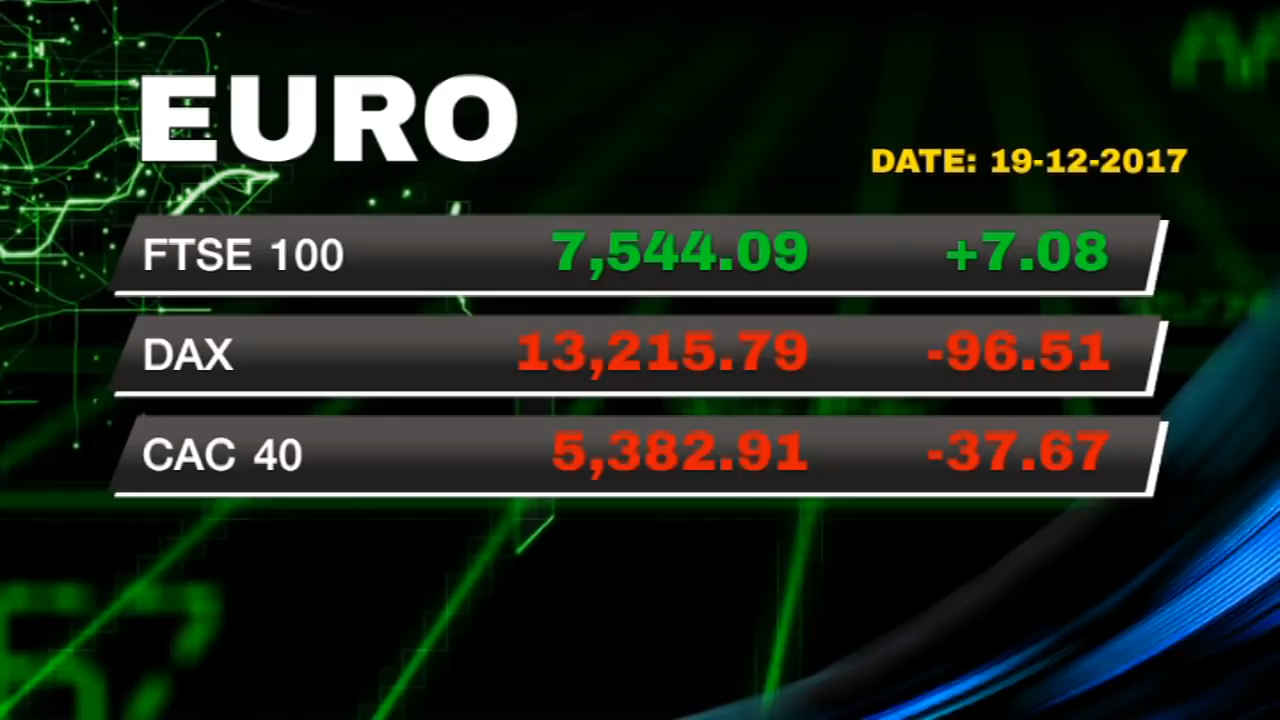 EURO
DATE: 19-12-2017
FTSE 100 7,544.09 +7.08
DAX 13,215.79 -96.51
CAC 40 5,382.91 -37.67